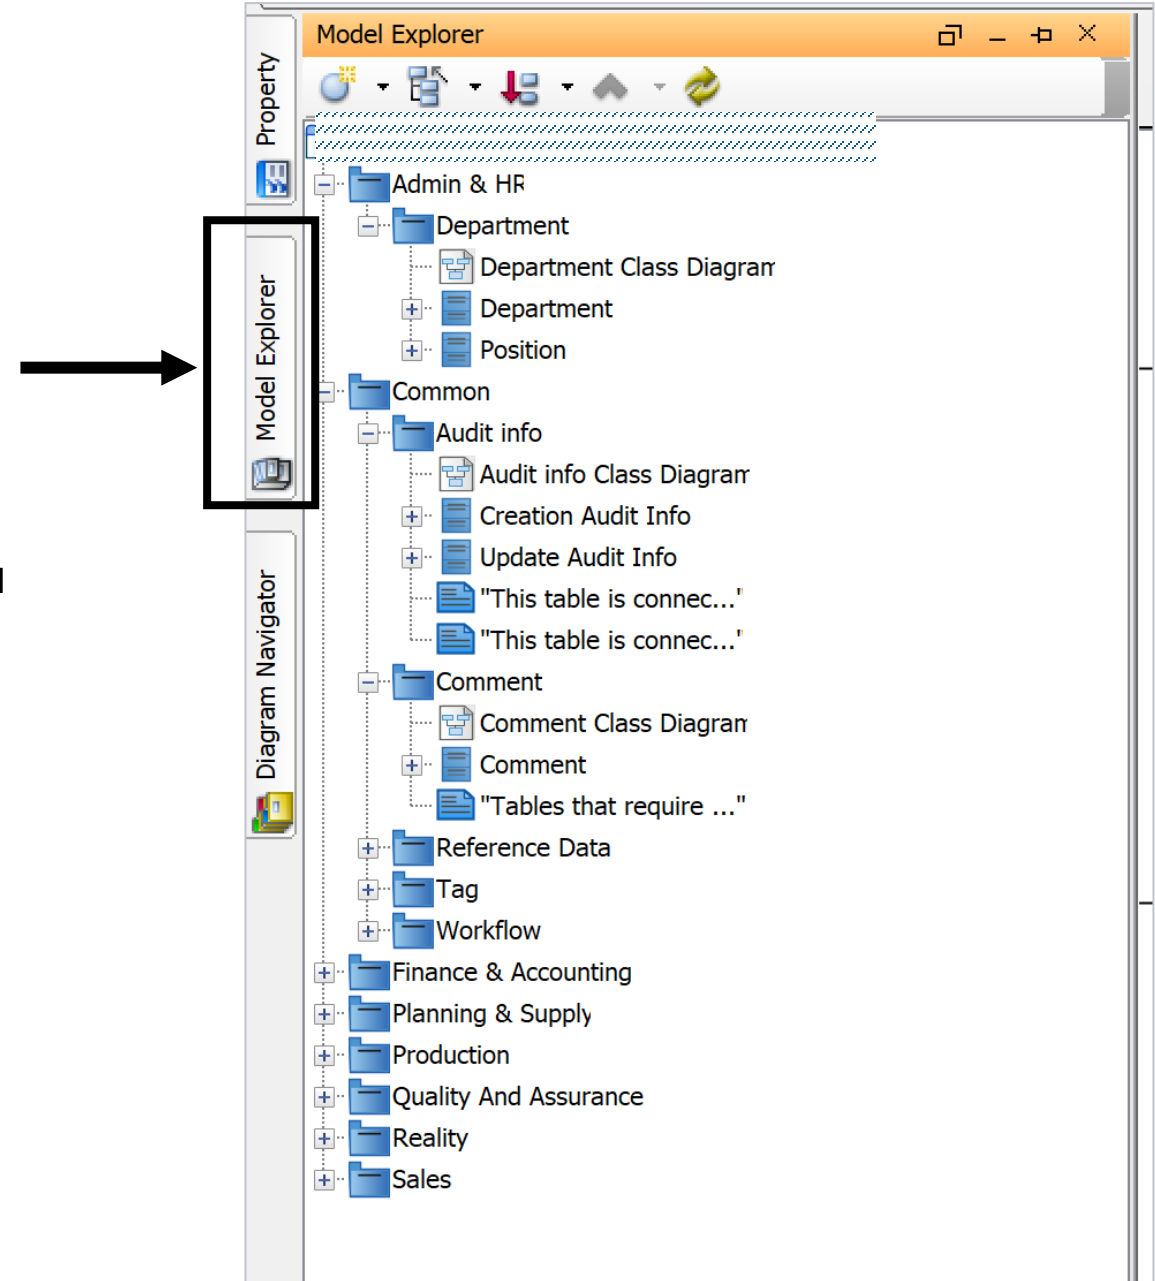 Model Explorer
Property
Model Explorer
Diagram Navigator
Admin & HR
Department
Department Class Diagram
Department
Position
Common
Audit info
Audit info Class Diagram
Creation Audit Info
Update Audit Info
"This table is connec..."
"This table is connec..."
Comment
Comment Class Diagram
Comment
"Tables that require ..."
Reference Data
Tag
Workflow
Finance & Accounting
Planning & Supply
Production
Quality And Assurance
Reality
Sales